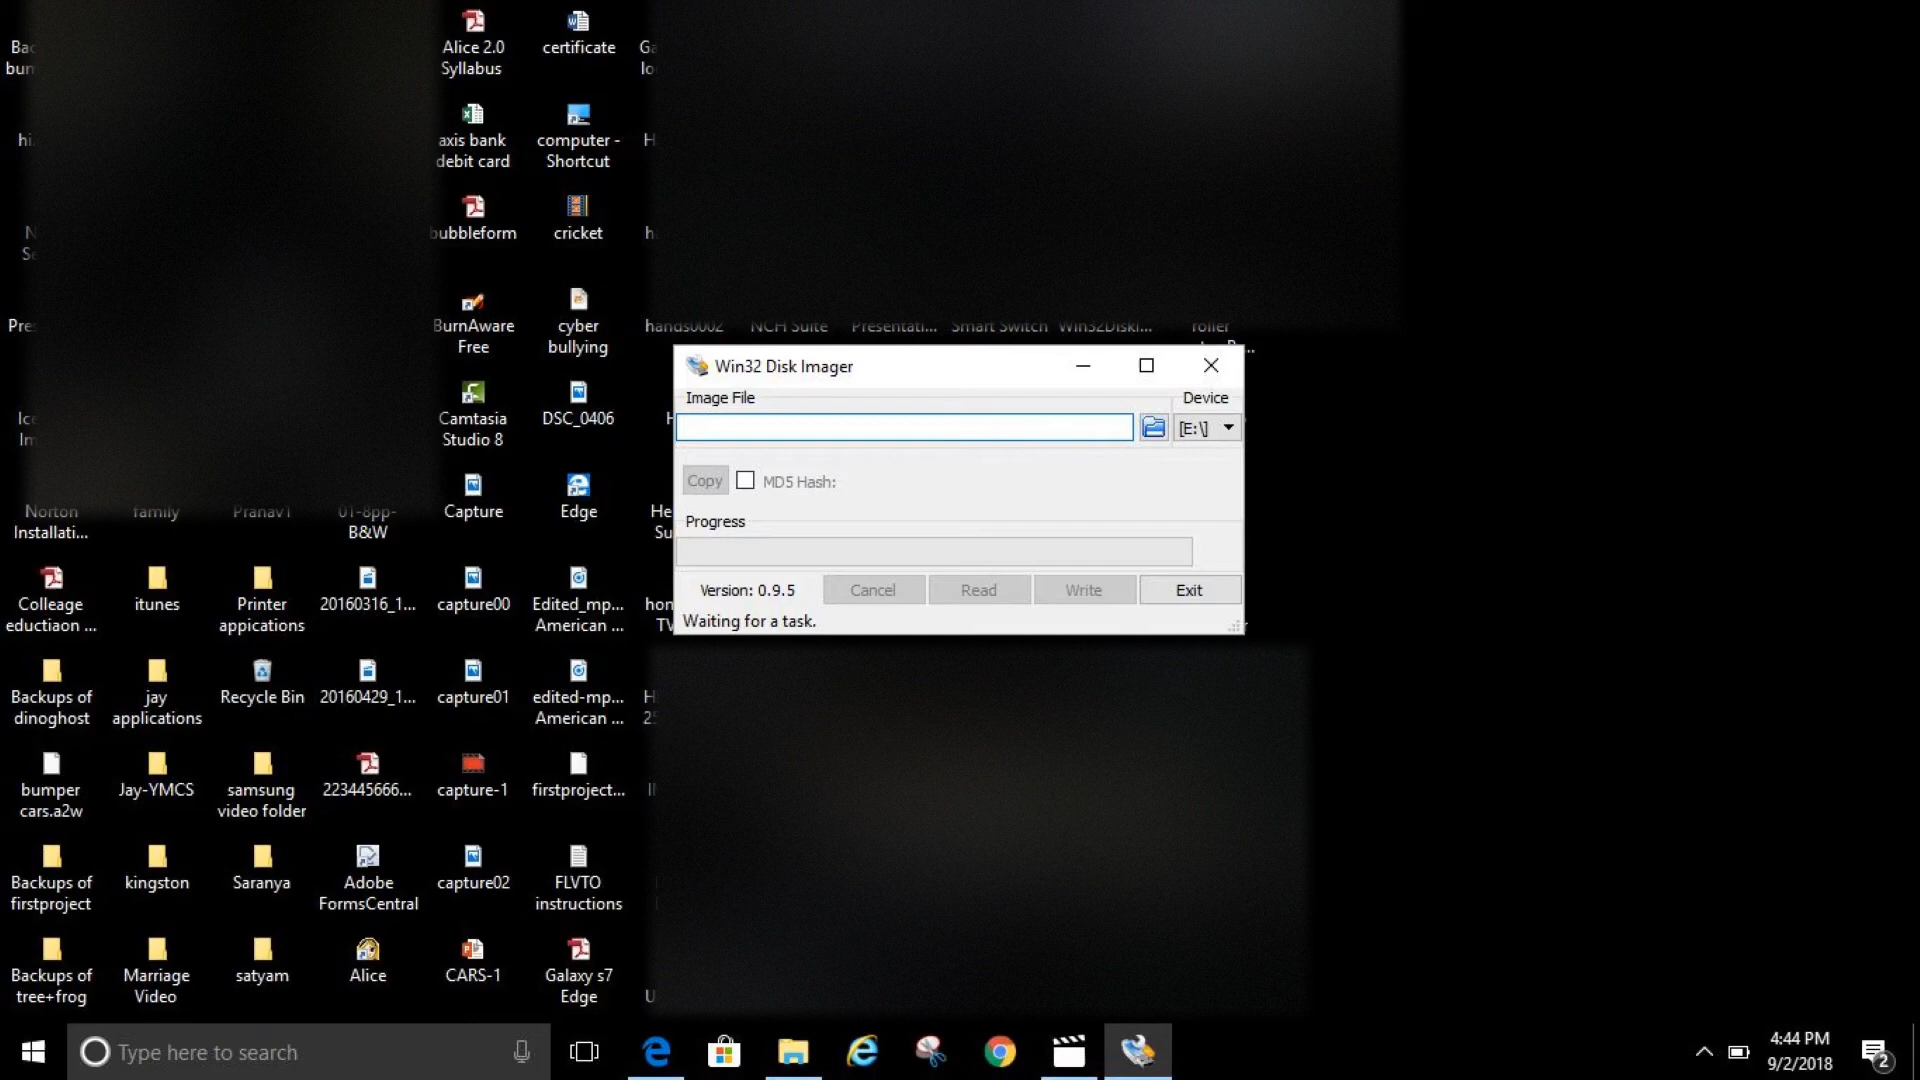 Alice 2.0
Syllabus
certificate
axis bank
debit card
computer -
Shortcut
bubbleform
cricket
BurnAware
Free
cyber
bullying
hands0002
NCH Suite
Presentati...
Smart Switch
Win32Diski...
roller
Camtasia
Studio 8
DSC_0406
Norton
Installati...
family
Pranav1
01-8pp-
B&W
Capture
Edge
Colleage
eductiaon ...
itunes
Printer
appications
20160316_1...
capture00
Edited_mp...
American ...
Backups of
dinoghost
jay
applications
Recycle Bin
20160429_1...
capture01
edited-mp...
American ...
bumper
cars.a2w
Jay-YMCS
samsung
video folder
223445666...
capture-1
firstproject...
Backups of
firstproject
kingston
Saranya
Adobe
FormsCentral
capture02
FLVTO
instructions
Backups of
tree+frog
Marriage
Video
satyam
Alice
CARS-1
Galaxy s7
Edge
Win32 Disk Imager
Image File
Device
[E:\]
Copy
MD5 Hash:
Progress
Version: 0.9.5
Cancel
Read
Write
Exit
Waiting for a task.
Type here to search
4:44 PM
9/2/2018
2